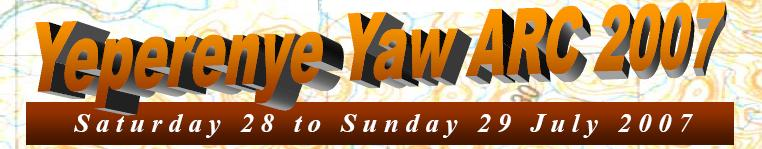 Yeperenye Yaw ARC 2007
Saturday 28 to Sunday 29 July 2007